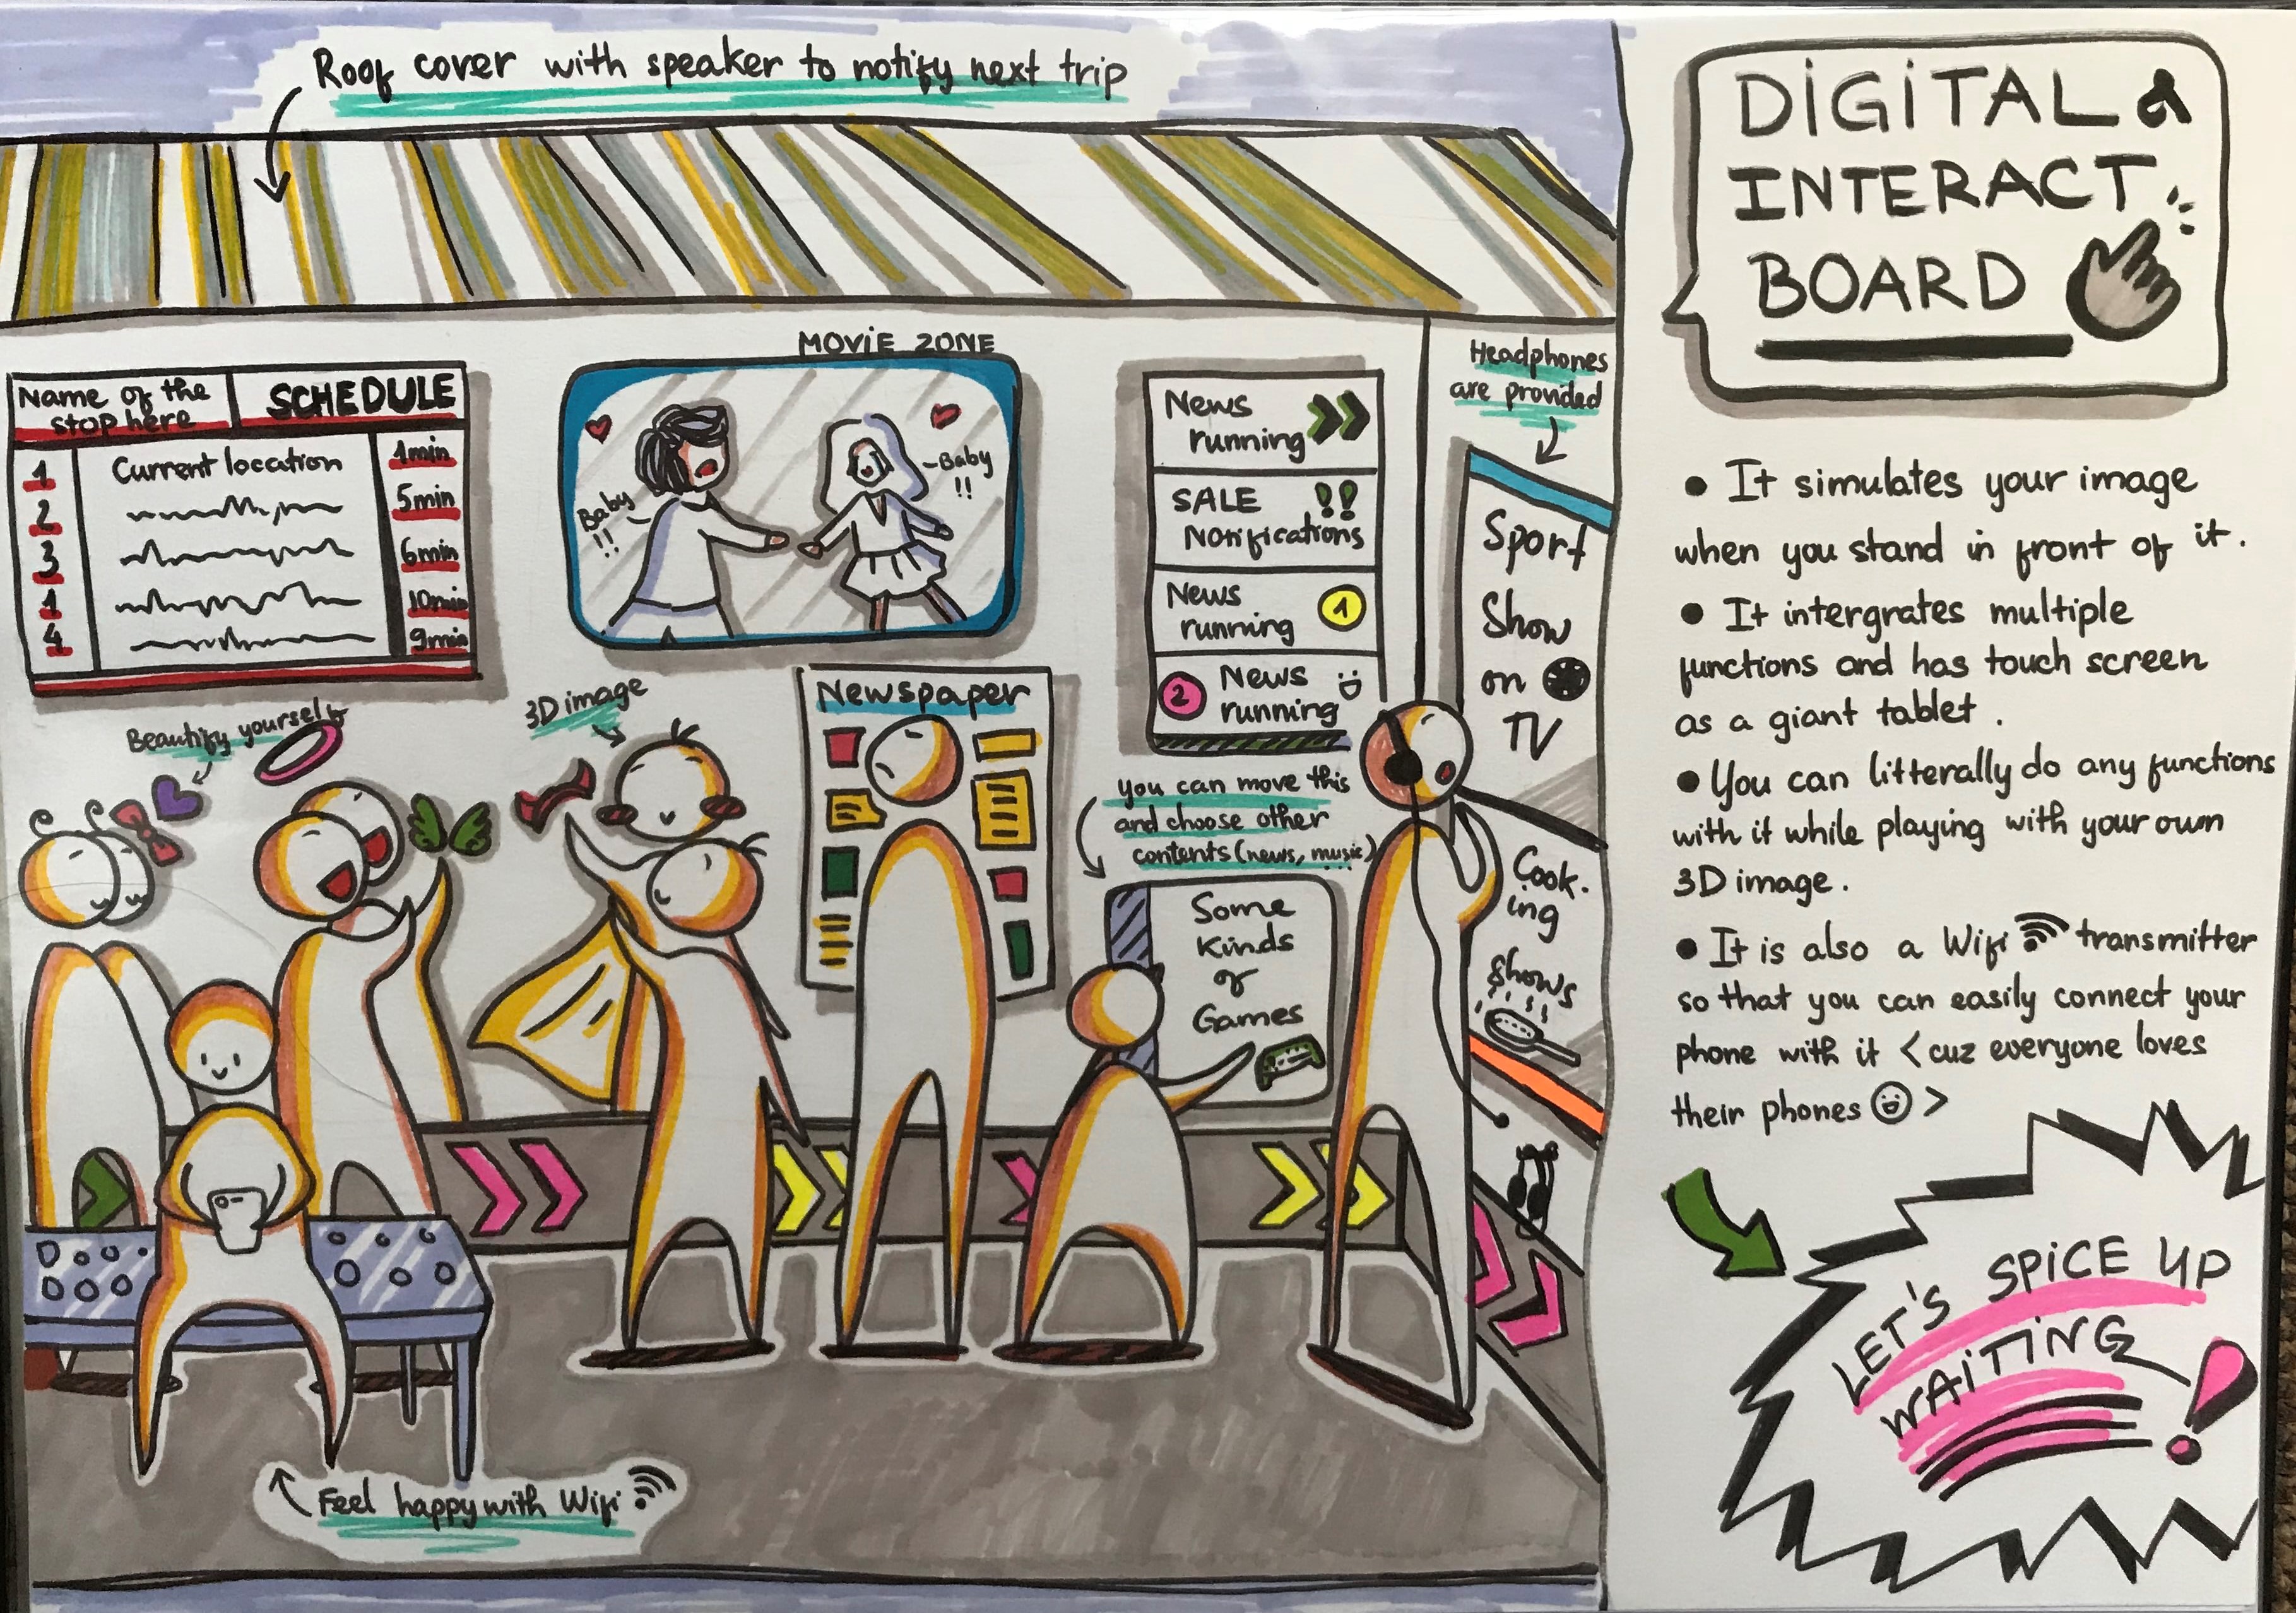 Roof cover with speaker to notify next trip
MOVIE ZONE
Name of the
stop here
SCHEDULE
1 Current location 1min
2 5min
3 6min
1 10min
4 9min
Baby
!!
-Baby
!!
News
running
SALE !!
Notifications
News
running 1
2 News
running
Headphones
are provided
Sport
Show
on
TV
Cook-
ing
shows
Beautify yourself
3D image
Newspaper
you can move this
and choose other
contents (news, music)
...
Some
Kinds
of
Games
Feel happy with Wifi
DIGITAL &
INTERACT
BOARD
• It simulates your image
when you stand in front of it.
• It intergrates multiple
functions and has touch screen
as a giant tablet.
• You can litterally do any functions
with it while playing with your own
3D image.
• It is also a Wifi transmitter
so that you can easily connect your
phone with it <cuz everyone loves
their phones >
LET'S SPICE UP
WAITING !